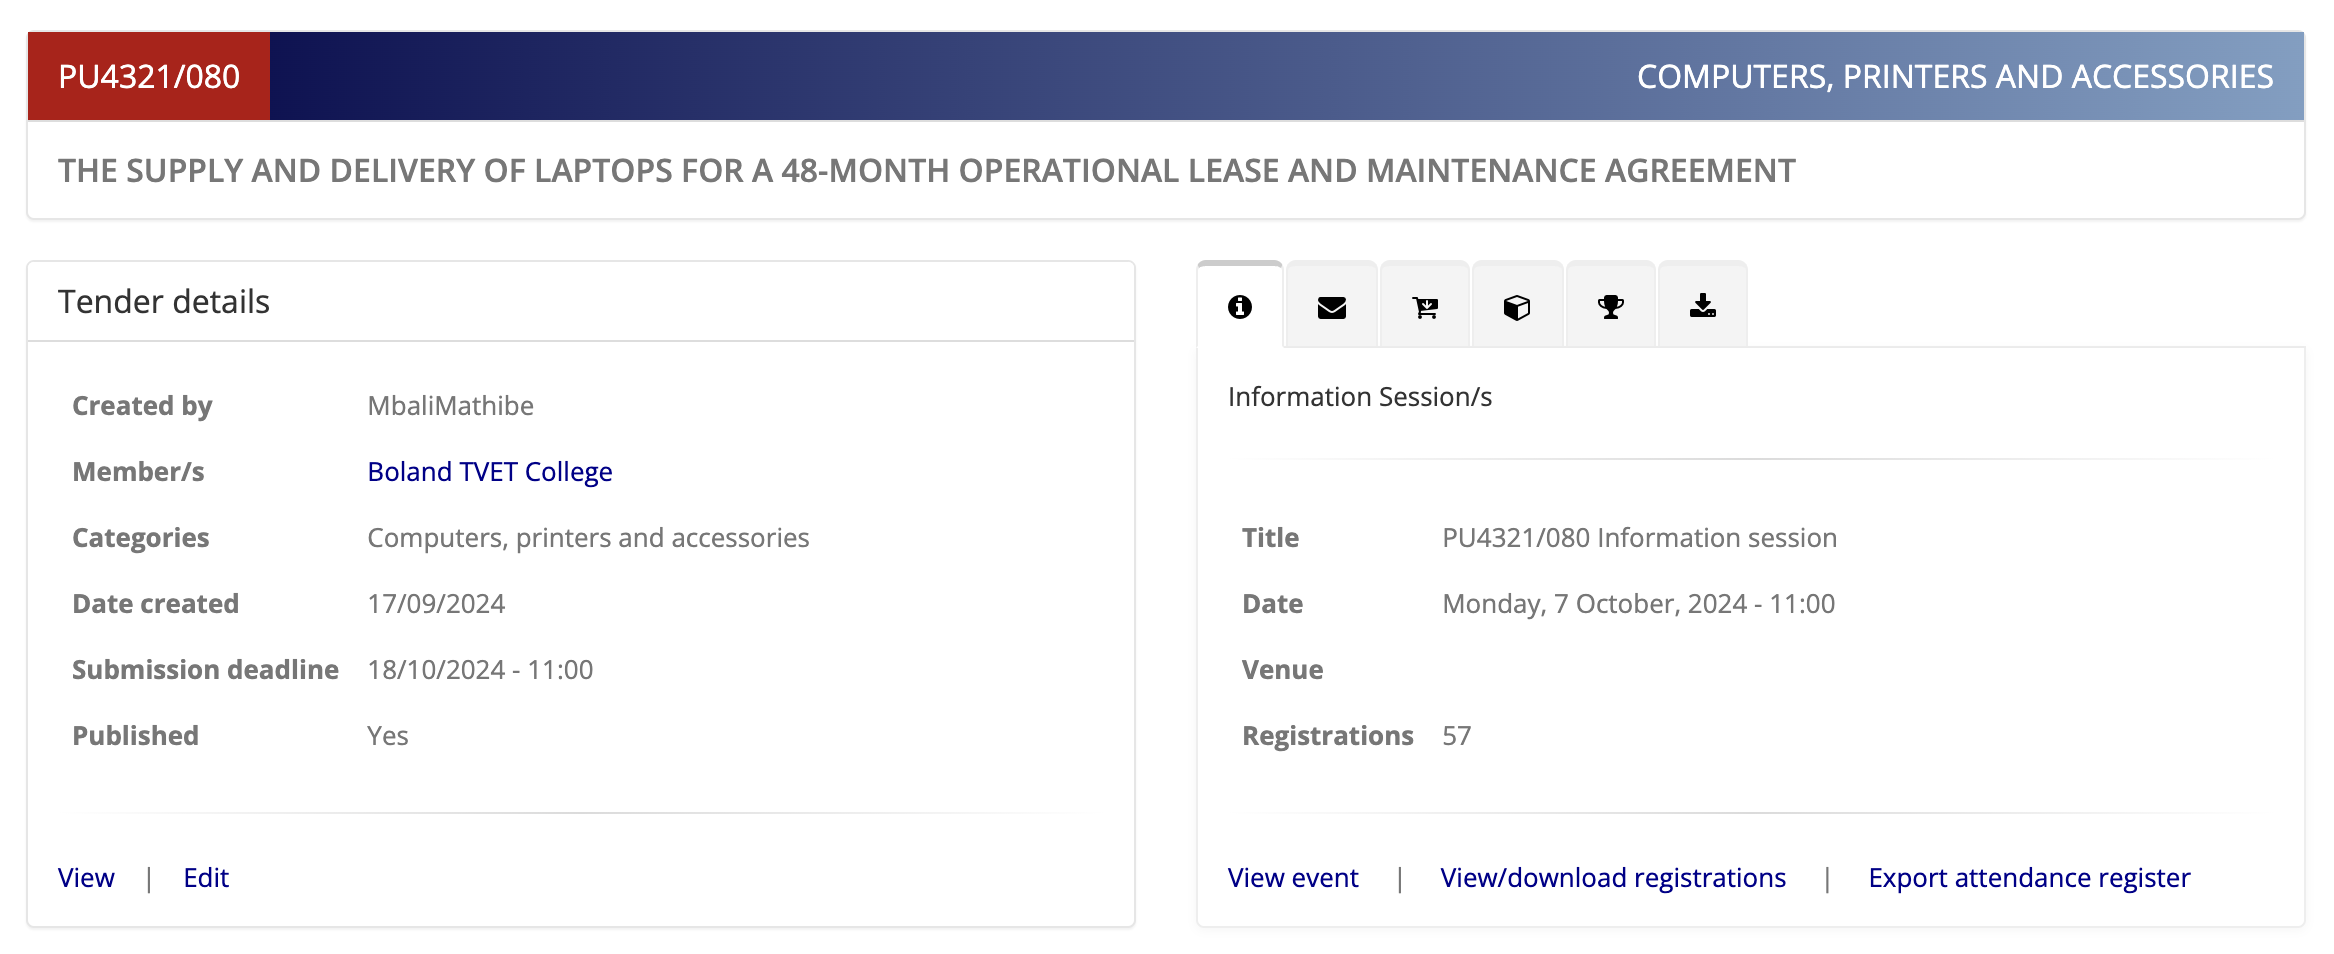 PU4321/080
COMPUTERS, PRINTERS AND ACCESSORIES
THE SUPPLY AND DELIVERY OF LAPTOPS FOR A 48-MONTH OPERATIONAL LEASE AND MAINTENANCE AGREEMENT
Tender details
Created by MbaliMathibe
Member/s Boland TVET College
Categories Computers, printers and accessories
Date created 17/09/2024
Submission deadline 18/10/2024 - 11:00
Published Yes
View | Edit
Information Session/s
Title PU4321/080 Information session
Date Monday, 7 October, 2024 - 11:00
Venue
Registrations 57
View event | View/download registrations | Export attendance register